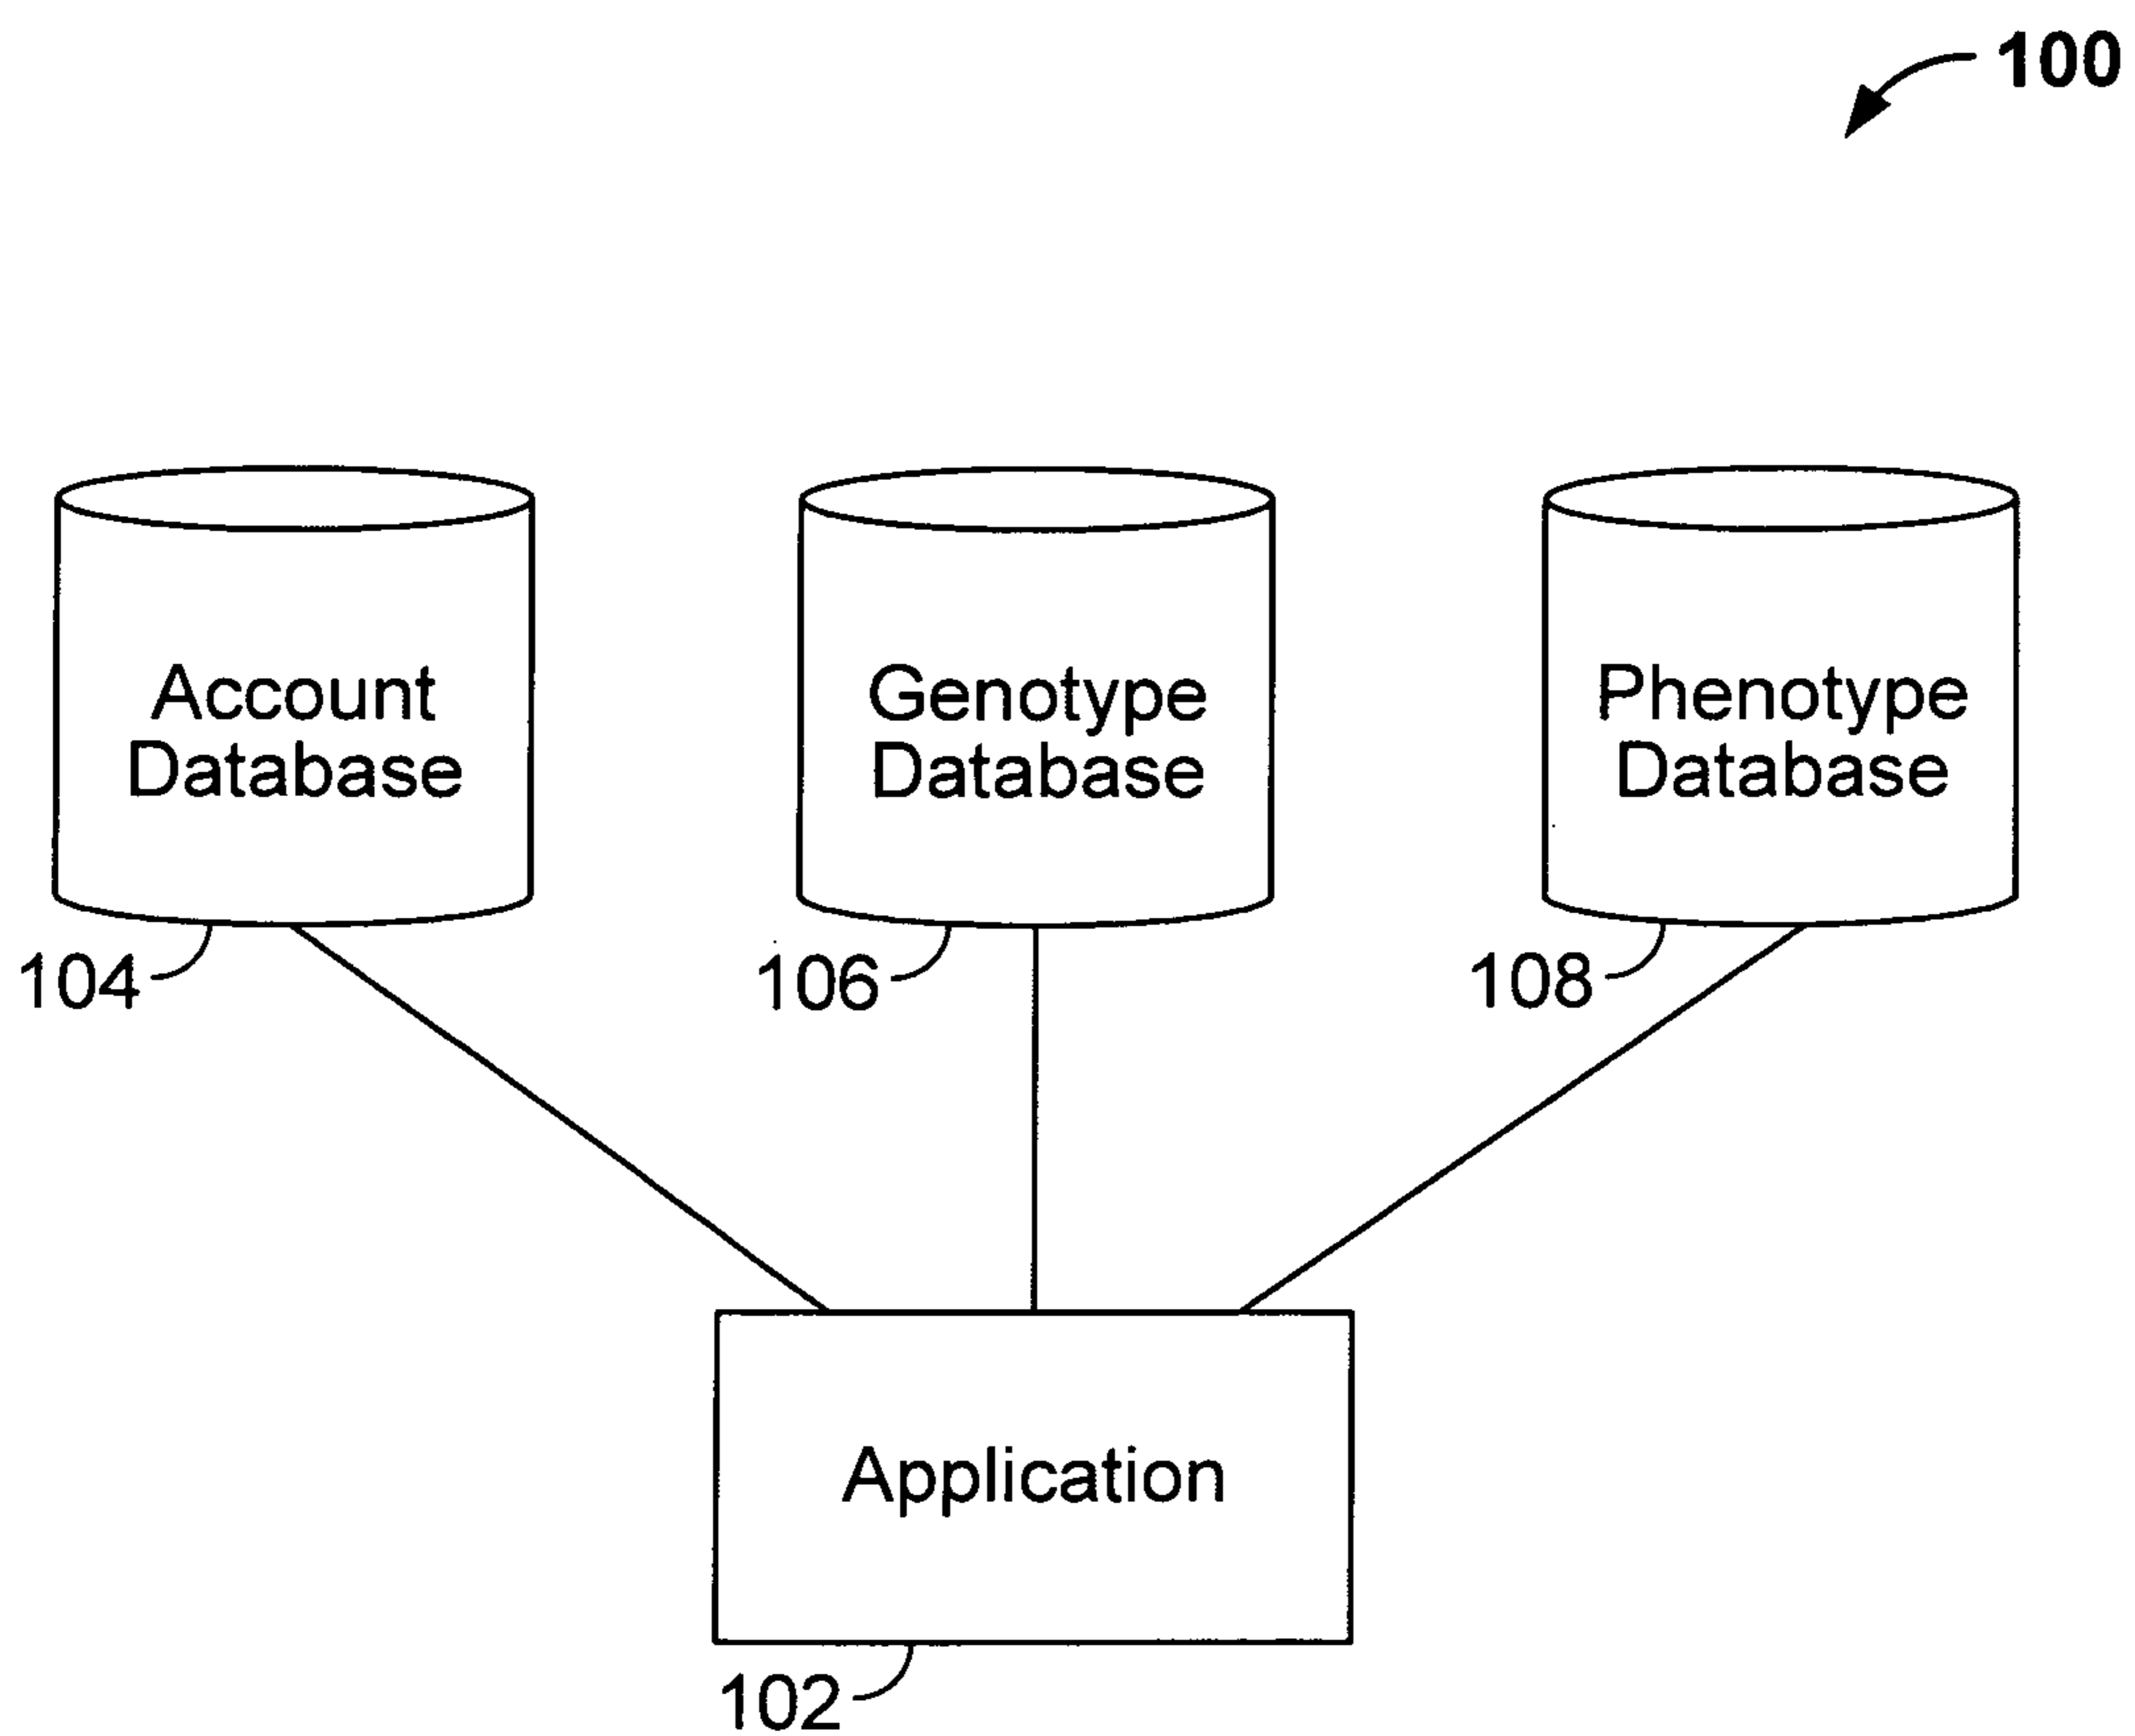 100
Account
Database
Genotype
Database
Phenotype
Database
104
106
108
Application
102